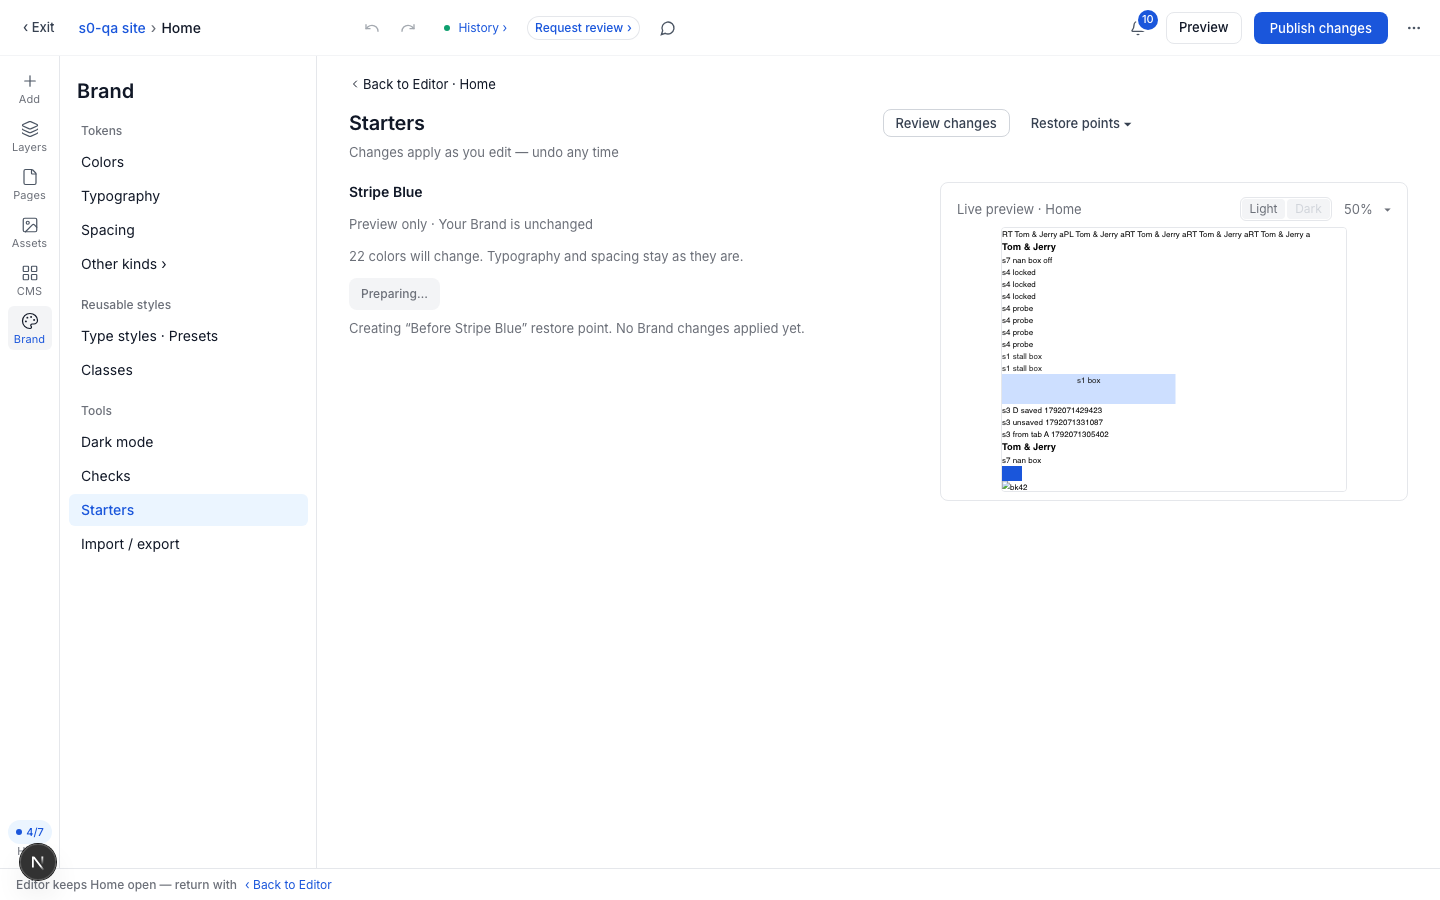 ‹ Exit
s0-qa site › Home
History ›
Request review ›
10
Preview
Publish changes
Add
Layers
Pages
Assets
CMS
Brand
4/7
Brand
Tokens
Colors
Typography
Spacing
Other kinds ›
Reusable styles
Type styles · Presets
Classes
Tools
Dark mode
Checks
Starters
Import / export
‹ Back to Editor · Home
Starters
Review changes
Restore points
Changes apply as you edit — undo any time
Stripe Blue
Preview only · Your Brand is unchanged
22 colors will change. Typography and spacing stay as they are.
Preparing...
Creating “Before Stripe Blue” restore point. No Brand changes applied yet.
Live preview · Home
Light
Dark
50%
RT Tom & Jerry aPL Tom & Jerry aRT Tom & Jerry aRT Tom & Jerry aRT Tom & Jerry a
Tom & Jerry
s7 nan box off
s4 locked
s4 locked
s4 locked
s4 probe
s4 probe
s4 probe
s4 probe
s1 stall box
s1 stall box
s1 box
s3 D saved 1792071429423
s3 unsaved 1792071331087
s3 from tab A 1792071305402
Tom & Jerry
s7 nan box
bk42
N
Editor keeps Home open — return with ‹ Back to Editor